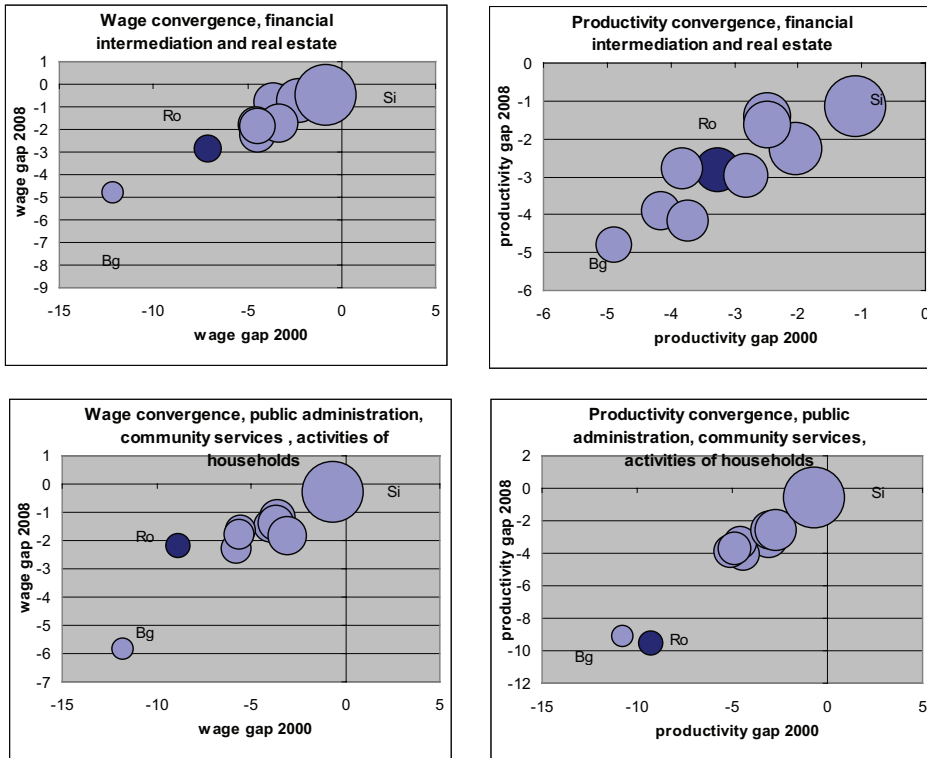 Wage convergence, financial
intermediation and real estate
1
0
-1
-2
-3
-4
-5
-6
-7
-8
-9
wage gap 2008
Ro
Si
Bg
-15
-10
-5
0
5
wage gap 2000
Productivity convergence, financial
intermediation and real estate
0
-1
-2
-3
-4
-5
-6
productivity gap 2008
Si
Ro
Bg
-6
-5
-4
-3
-2
-1
0
productivity gap 2000
Wage convergence, public administration,
community services , activities of
households
1
0
-1
-2
-3
-4
-5
-6
-7
wage gap 2008
Si
Ro
Bg
-15
-10
-5
0
5
wage gap 2000
Productivity convergence, public
administration, community services,
activities of households
2
0
-2
-4
-6
-8
-10
-12
productivity gap 2008
Si
Ro
Bg
-15
-10
-5
0
5
productivity gap 2000